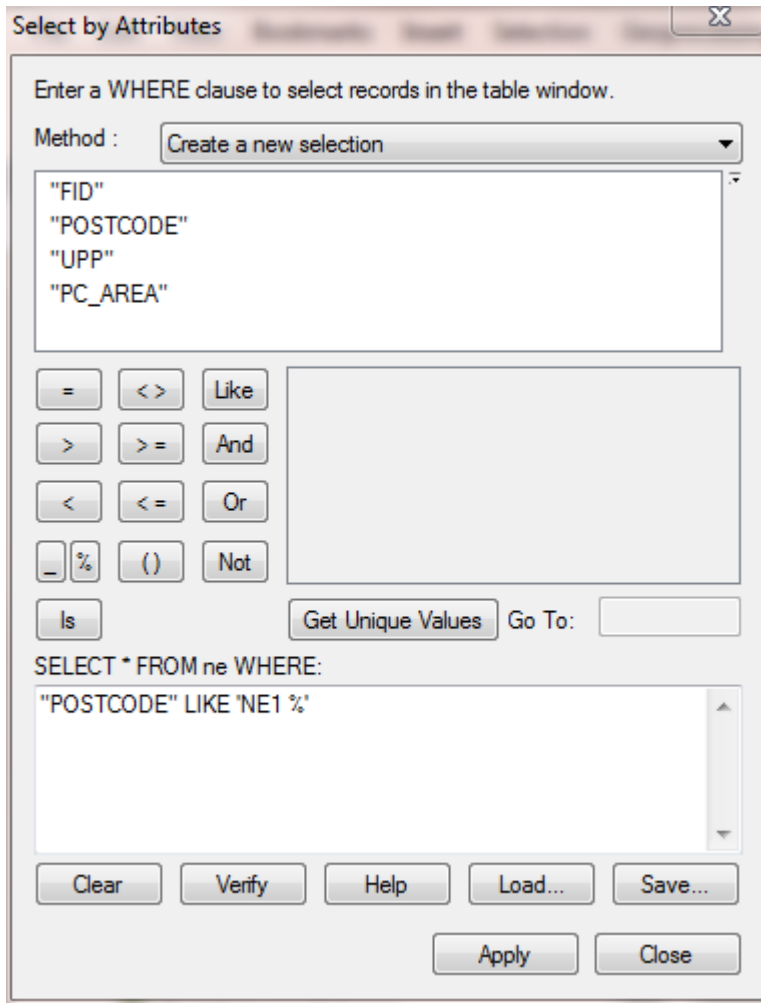 Select by Attributes
Enter a WHERE clause to select records in the table window.
Method : Create a new selection
"FID"
"POSTCODE"
"UPP"
"PC_AREA"
= < > Like
> > = And
< < = Or
_ % ( ) Not
Is Get Unique Values Go To:
SELECT * FROM ne WHERE:
"POSTCODE" LIKE 'NE1 %'
Clear Verify Help Load... Save...
Apply Close